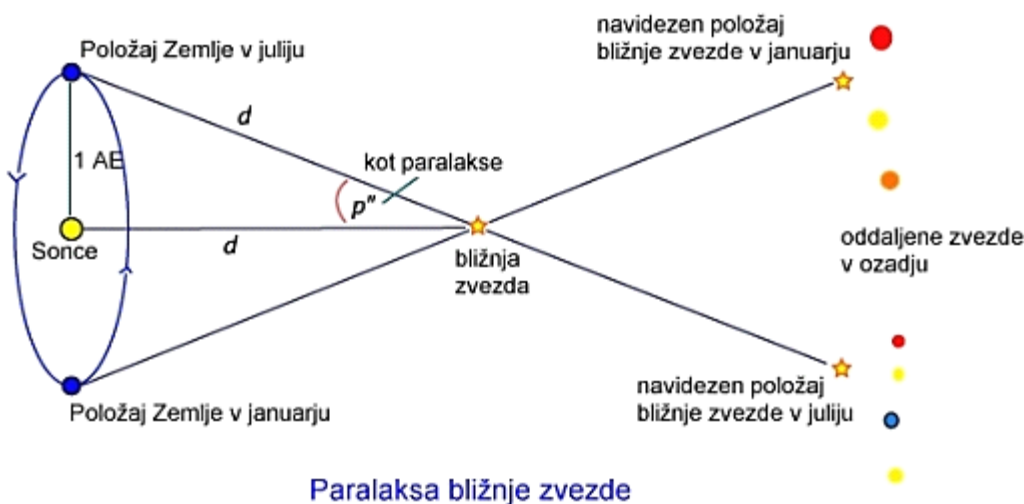 navidezen položaj
bližnje zvezde v januarju
Položaj Zemlje v juliju
d
1 AE
kot paralakse
p"
Sonce
d
bližnja
zvezda
oddaljene zvezde
v ozadju
navidezen položaj
bližnje zvezde v juliju
Položaj Zemlje v januarju
Paralaksa bližnje zvezde